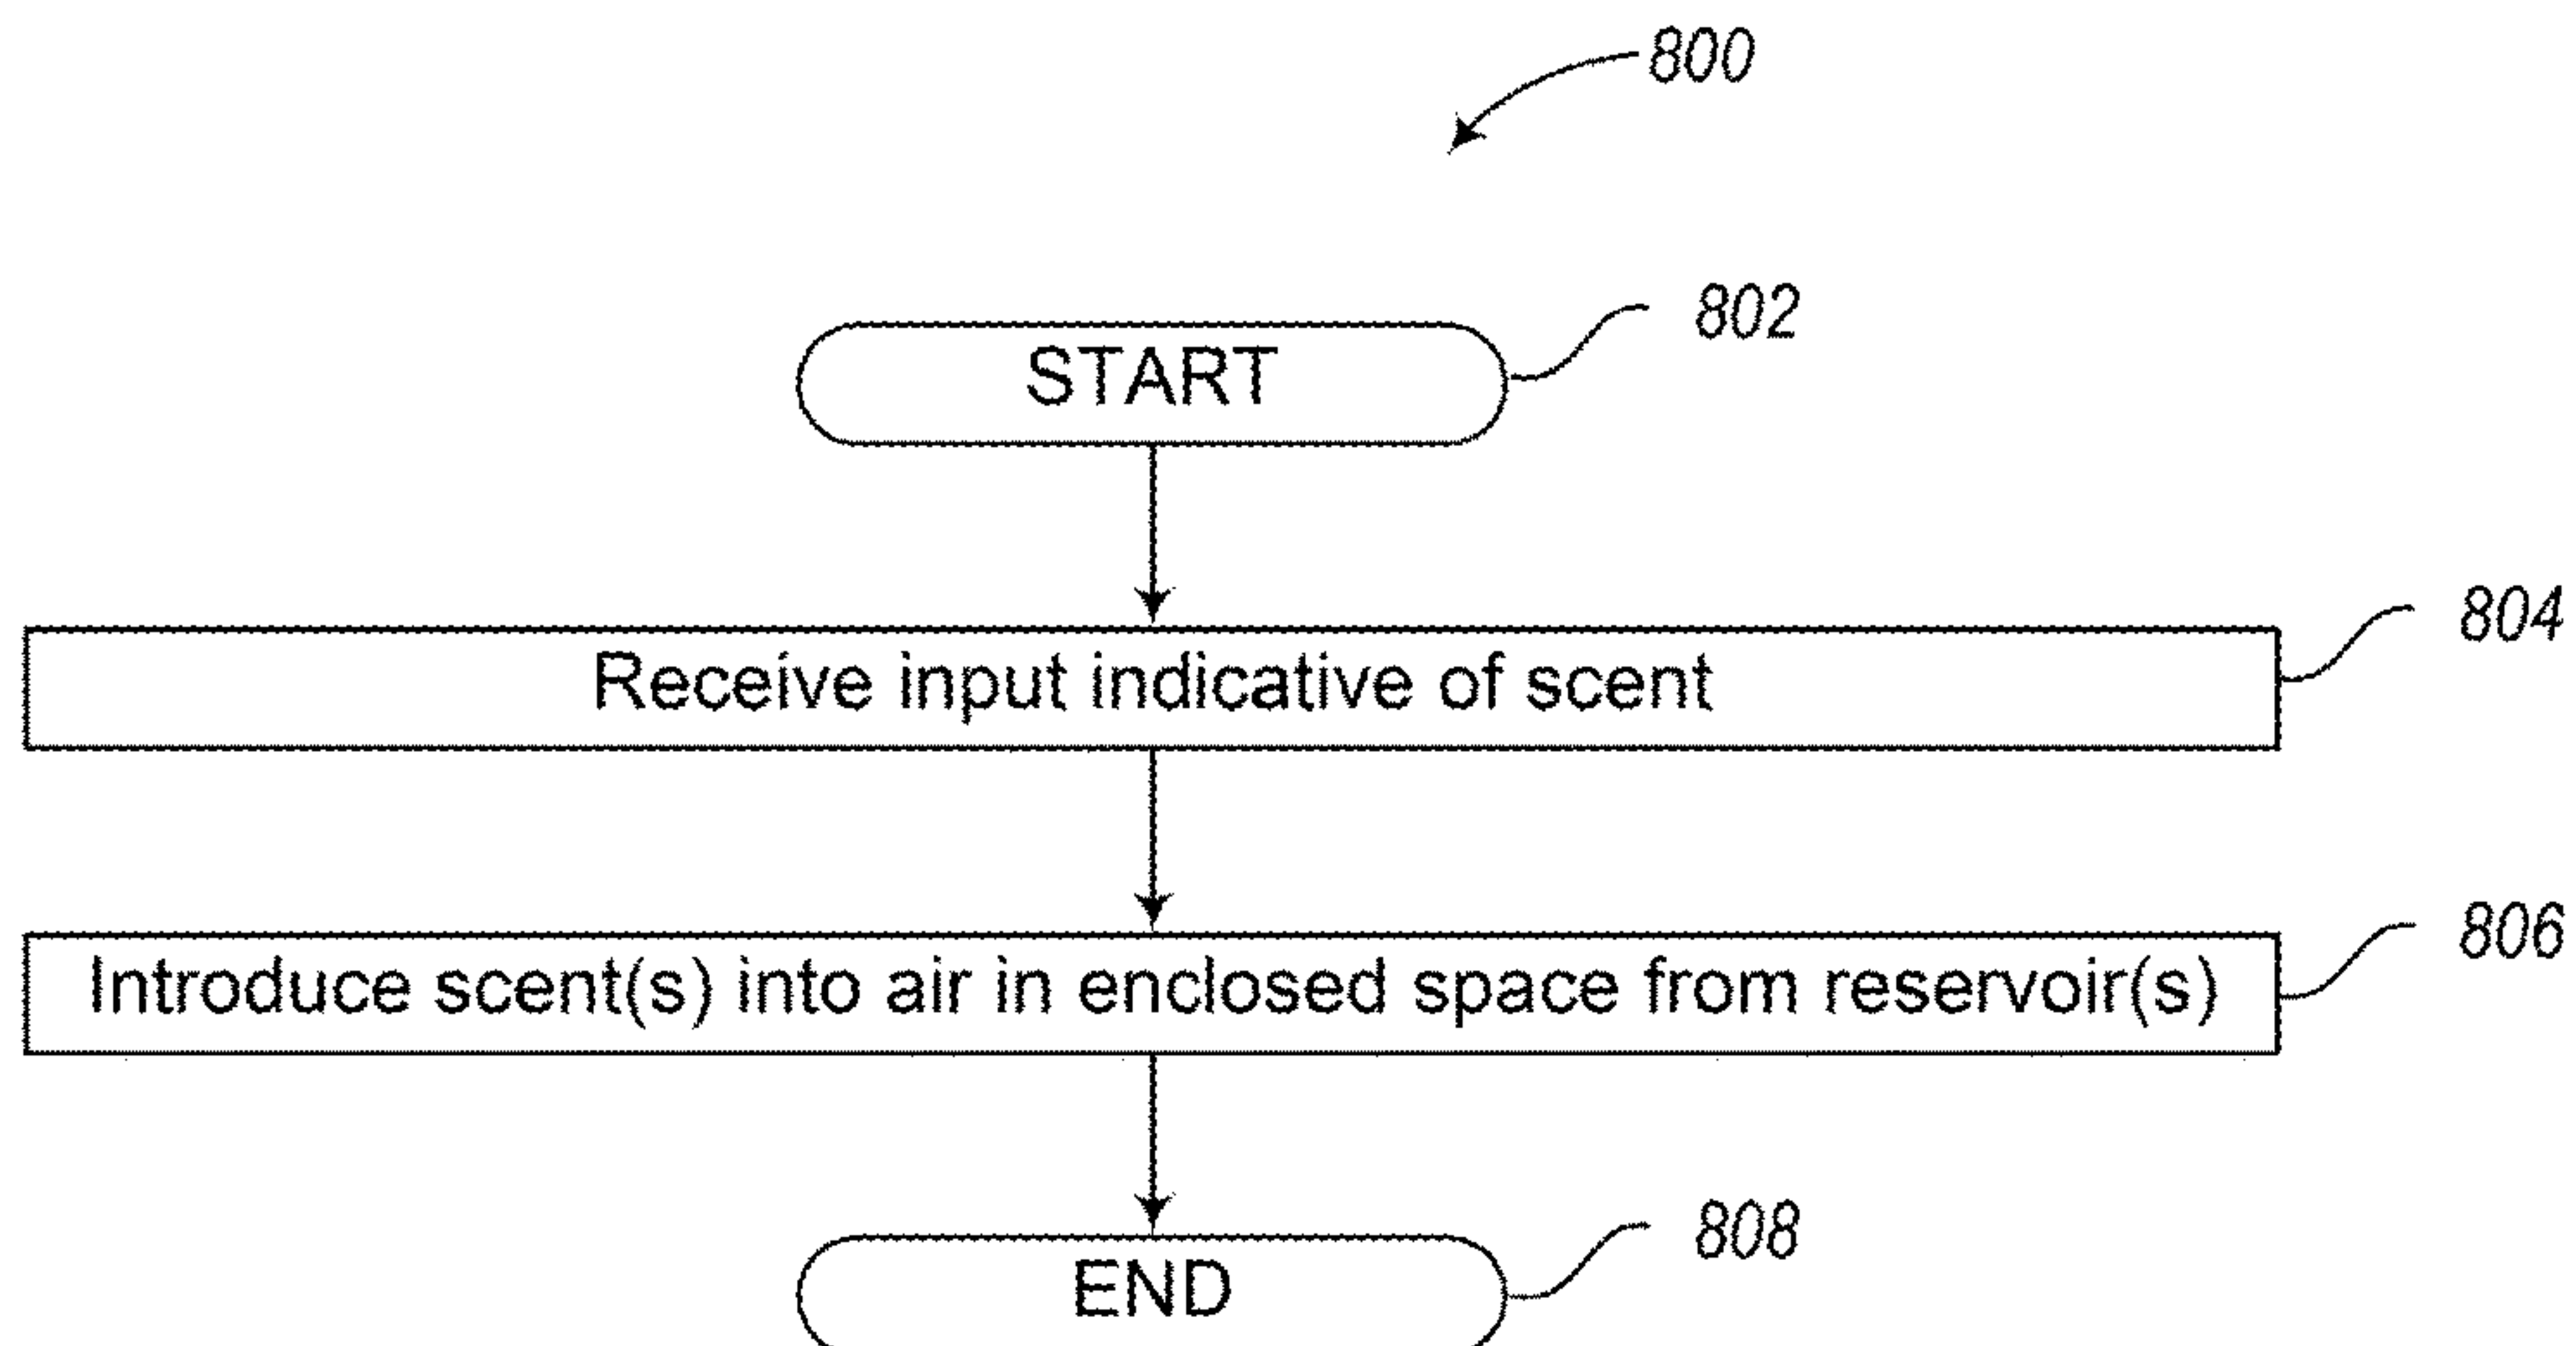 800
START
802
Receive input indicative of scent
804
Introduce scent(s) into air in enclosed space from reservoir(s)
806
END
808